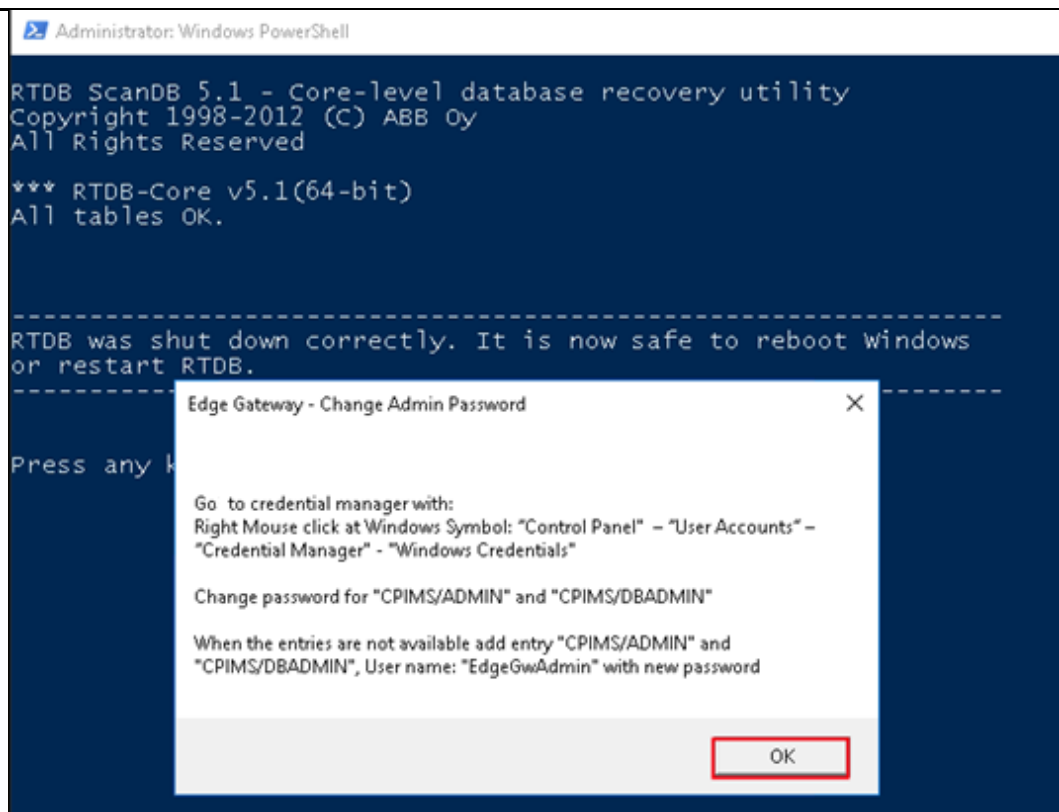 Administrator: Windows PowerShell
RTDB ScanDB 5.1 - Core-level database recovery utility
Copyright 1998-2012 (C) ABB Oy
All Rights Reserved
*** RTDB-Core v5.1(64-bit)
All tables OK.
---------------------------------------------------------------
RTDB was shut down correctly. It is now safe to reboot Windows
or restart RTDB.
---------------------------------------------------------------
Press any k
Edge Gateway - Change Admin Password
Go  to credential manager with:
Right Mouse click at Windows Symbol: "Control Panel"  – "User Accounts" –
"Credential Manager" - "Windows Credentials"
Change password for "CPIMS/ADMIN" and "CPIMS/DBADMIN"
When the entries are not available add entry "CPIMS/ADMIN" and
"CPIMS/DBADMIN", User name: "EdgeGwAdmin" with new password
OK